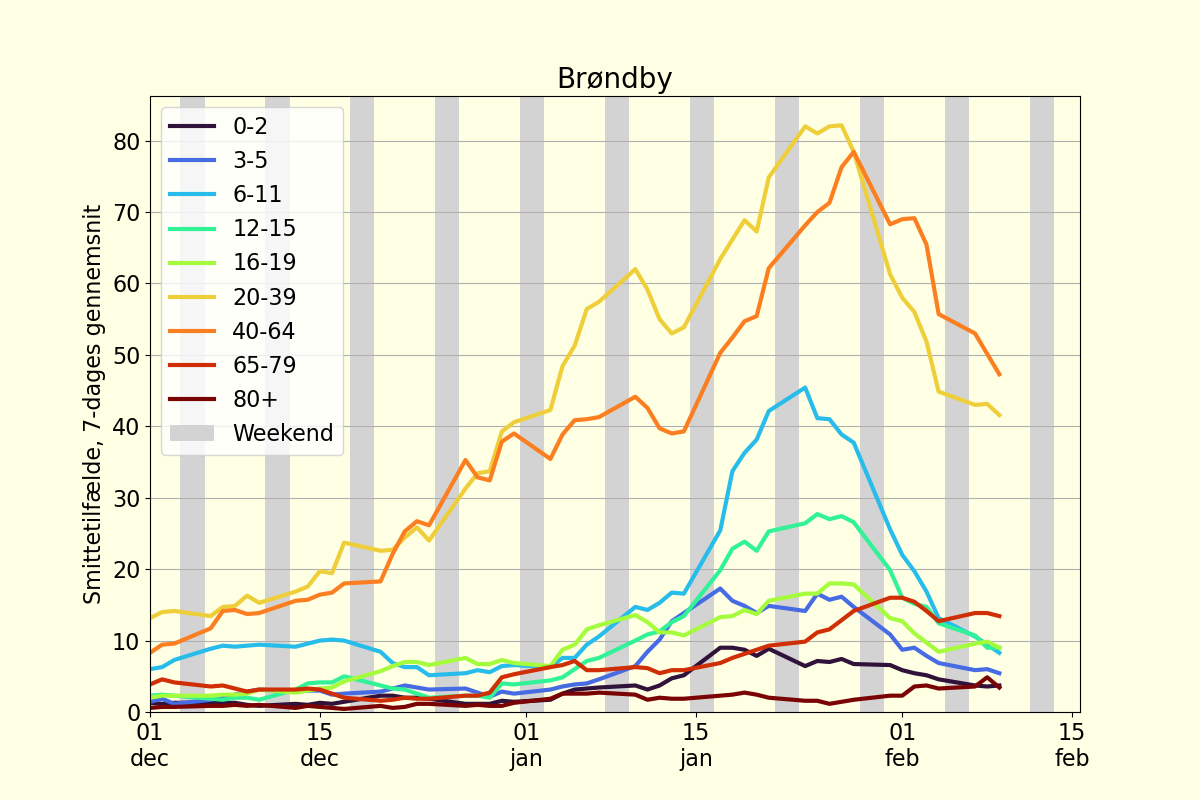 Brøndby
Smittetilfælde, 7-dages gennemsnit
80
70
60
50
40
30
20
10
0
0-2
3-5
6-11
12-15
16-19
20-39
40-64
65-79
80+
Weekend
01 dec
15 dec
01 jan
15 jan
01 feb
15 feb